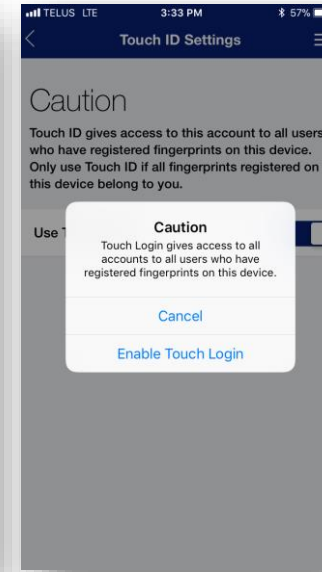 TELUS LTE 3:33 PM 57%
Touch ID Settings
Caution
Touch ID gives access to this account to all users
who have registered fingerprints on this device.
Only use Touch ID if all fingerprints registered on
this device belong to you.
Use
Caution
Touch Login gives access to all
accounts to all users who have
registered fingerprints on this device.
Cancel
Enable Touch Login